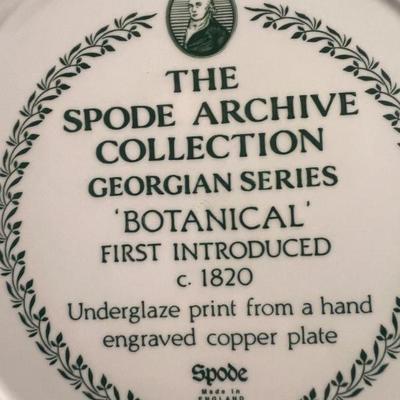 THE
SPODE ARCHIVE
COLLECTION
GEORGIAN SERIES
'BOTANICAL'
FIRST INTRODUCED
c. 1820
Underglaze print from a hand
engraved copper plate
Spode
Made in
ENGLAND